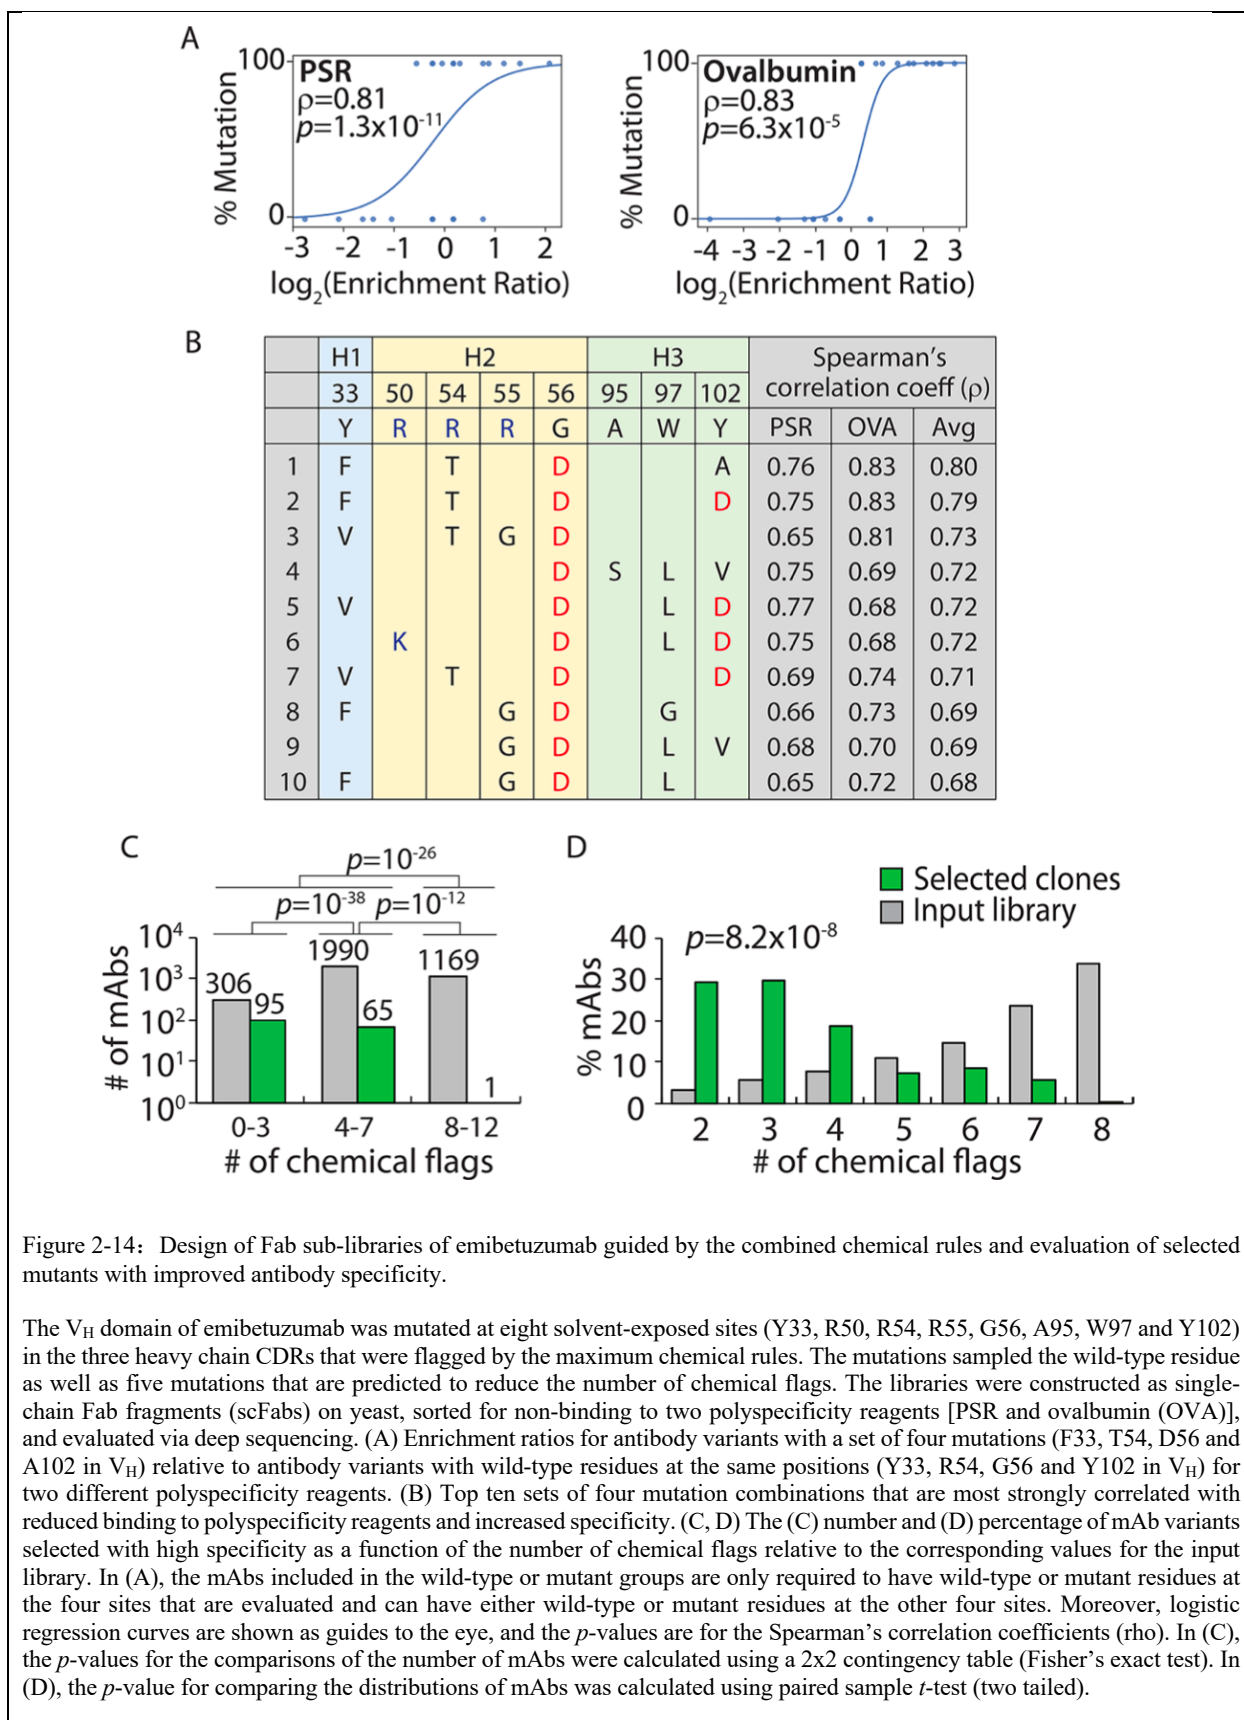 A
PSR
ρ=0.81
p=1.3x10-11
100
0
% Mutation
-3 -2 -1 0 1 2
log2(Enrichment Ratio)
Ovalbumin
ρ=0.83
p=6.3x10-5
100
0
% Mutation
-4 -3 -2 -1 0 1 2 3
log2(Enrichment Ratio)
B
H1 H2 H3 Spearman's
correlation coeff (ρ)
33 50 54 55 56 95 97 102
Y R R R G A W Y PSR OVA Avg
1 F T D A 0.76 0.83 0.80
2 F T D D 0.75 0.83 0.79
3 V T G D 0.65 0.81 0.73
4 D S L V 0.75 0.69 0.72
5 V D L D 0.77 0.68 0.72
6 K D L D 0.75 0.68 0.72
7 V T D D 0.69 0.74 0.71
8 F G D G 0.66 0.73 0.69
9 G D L V 0.68 0.70 0.69
10 F G D L 0.65 0.72 0.68
C
p=10-26
p=10-38 p=10-12
104
103
102
101
100
# of mAbs
306 95 1990 65 1169 1
0-3 4-7 8-12
# of chemical flags
D
Selected clones
Input library
p=8.2x10-8
40
30
20
10
0
% mAbs
2 3 4 5 6 7 8
# of chemical flags
Figure 2-14: Design of Fab sub-libraries of emibetuzumab guided by the combined chemical rules and evaluation of selected
mutants with improved antibody specificity.
The VH domain of emibetuzumab was mutated at eight solvent-exposed sites (Y33, R50, R54, R55, G56, A95, W97 and Y102)
in the three heavy chain CDRs that were flagged by the maximum chemical rules. The mutations sampled the wild-type residue
as well as five mutations that are predicted to reduce the number of chemical flags. The libraries were constructed as single-
chain Fab fragments (scFabs) on yeast, sorted for non-binding to two polyspecificity reagents [PSR and ovalbumin (OVA)],
and evaluated via deep sequencing. (A) Enrichment ratios for antibody variants with a set of four mutations (F33, T54, D56 and
A102 in VH) relative to antibody variants with wild-type residues at the same positions (Y33, R54, G56 and Y102 in VH) for
two different polyspecificity reagents. (B) Top ten sets of four mutation combinations that are most strongly correlated with
reduced binding to polyspecificity reagents and increased specificity. (C, D) The (C) number and (D) percentage of mAb variants
selected with high specificity as a function of the number of chemical flags relative to the corresponding values for the input
library. In (A), the mAbs included in the wild-type or mutant groups are only required to have wild-type or mutant residues at
the four sites that are evaluated and can have either wild-type or mutant residues at the other four sites. Moreover, logistic
regression curves are shown as guides to the eye, and the p-values are for the Spearman's correlation coefficients (rho). In (C),
the p-values for the comparisons of the number of mAbs were calculated using a 2x2 contingency table (Fisher's exact test). In
(D), the p-value for comparing the distributions of mAbs was calculated using paired sample t-test (two tailed).